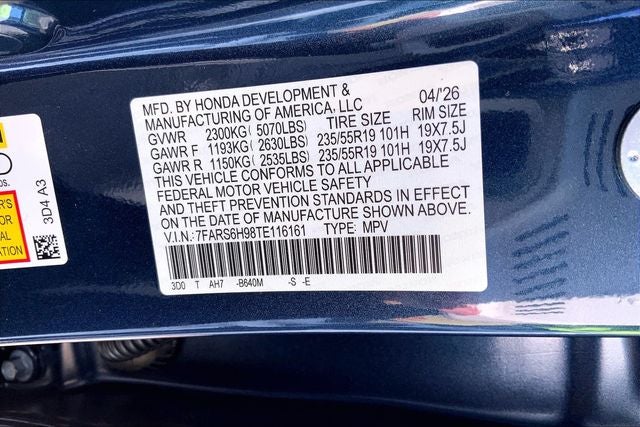 MFD. BY HONDA DEVELOPMENT & 04/'26
MANUFACTURING OF AMERICA, LLC
GVWR 2300KG( 5070LBS) TIRE SIZE RIM SIZE
GAWR F 1193KG( 2630LBS) 235/55R19 101H 19X7.5J
GAWR R 1150KG( 2535LBS) 235/55R19 101H 19X7.5J
THIS VEHICLE CONFORMS TO ALL APPLICABLE
FEDERAL MOTOR VEHICLE SAFETY
AND THEFT PREVENTION STANDARDS IN EFFECT
ON THE DATE OF MANUFACTURE SHOWN ABOVE.
V.I.N.:7FARS6H98TE116161 TYPE: MPV
3D0 T AH7 -B640M -S -E
3D4 A3